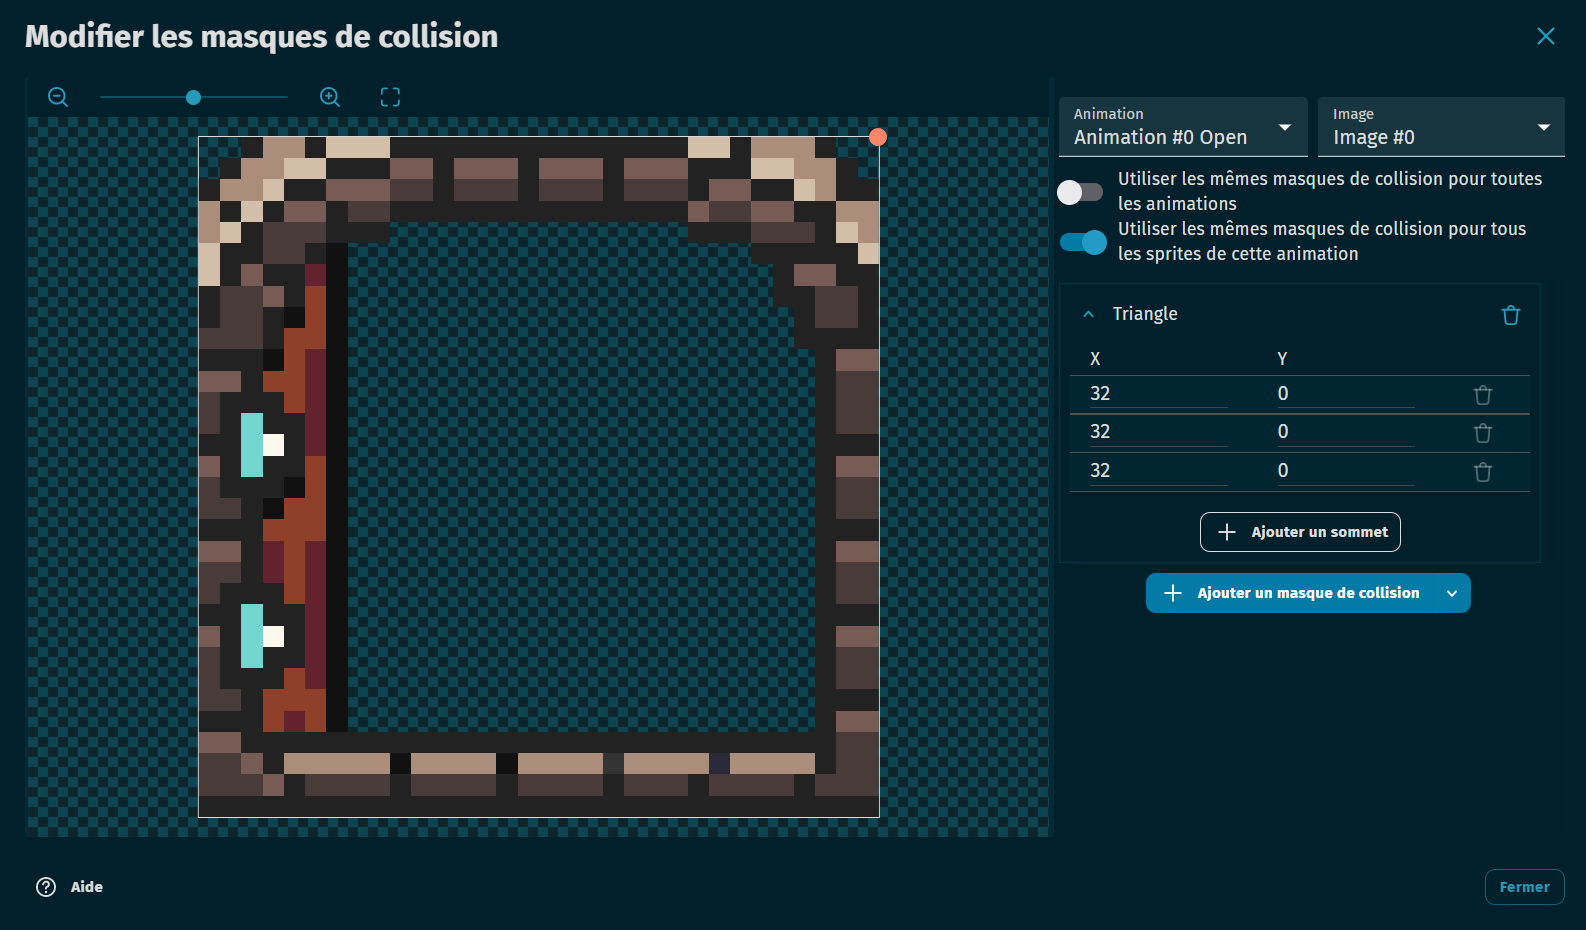 Modifier les masques de collision
Animation
Animation #0 Open
Image
Image #0
Utiliser les mêmes masques de collision pour toutes
les animations
Utiliser les mêmes masques de collision pour tous
les sprites de cette animation
Triangle
X Y
32 0
32 0
32 0
Ajouter un sommet
Ajouter un masque de collision
Aide
Fermer